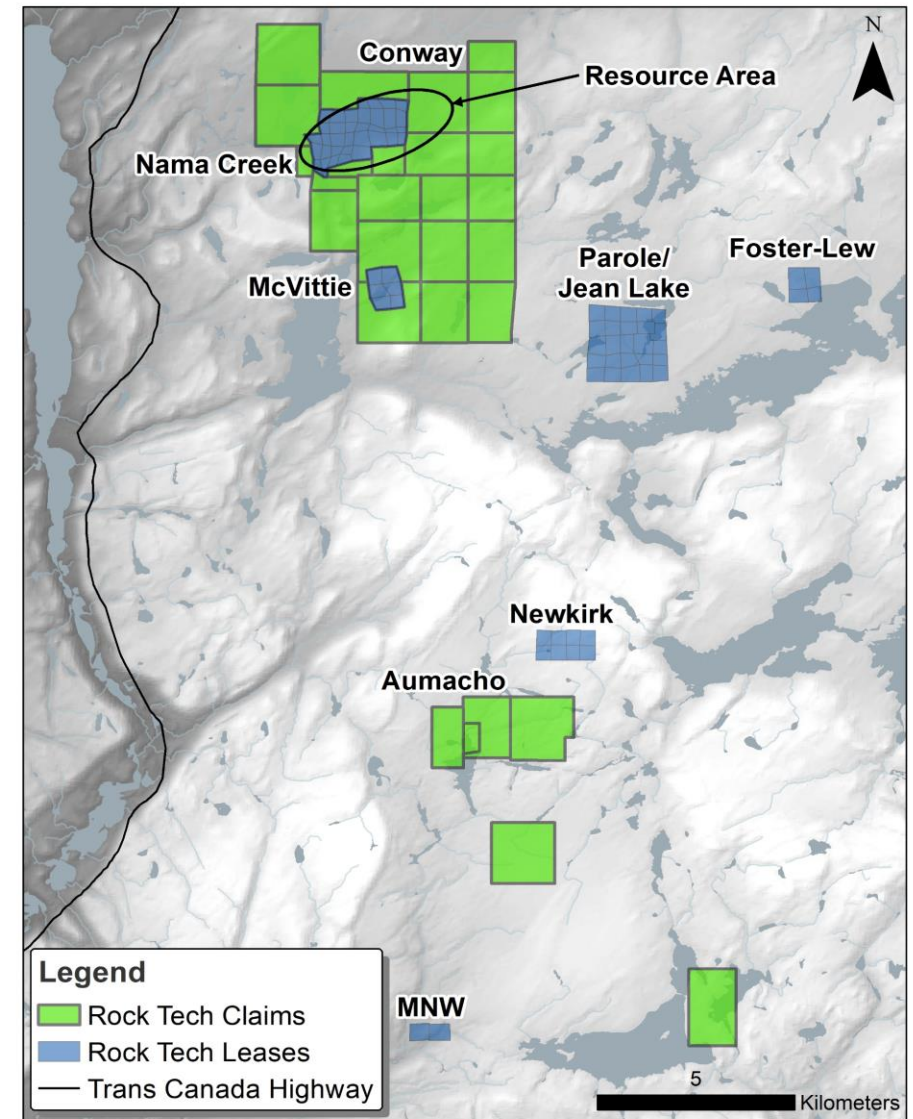 N
Conway
Resource Area
Nama Creek
Foster-Lew
Parole/
Jean Lake
McVittie
Newkirk
Aumacho
Legend
Rock Tech Claims
Rock Tech Leases
Trans Canada Highway
MNW
5
Kilometers